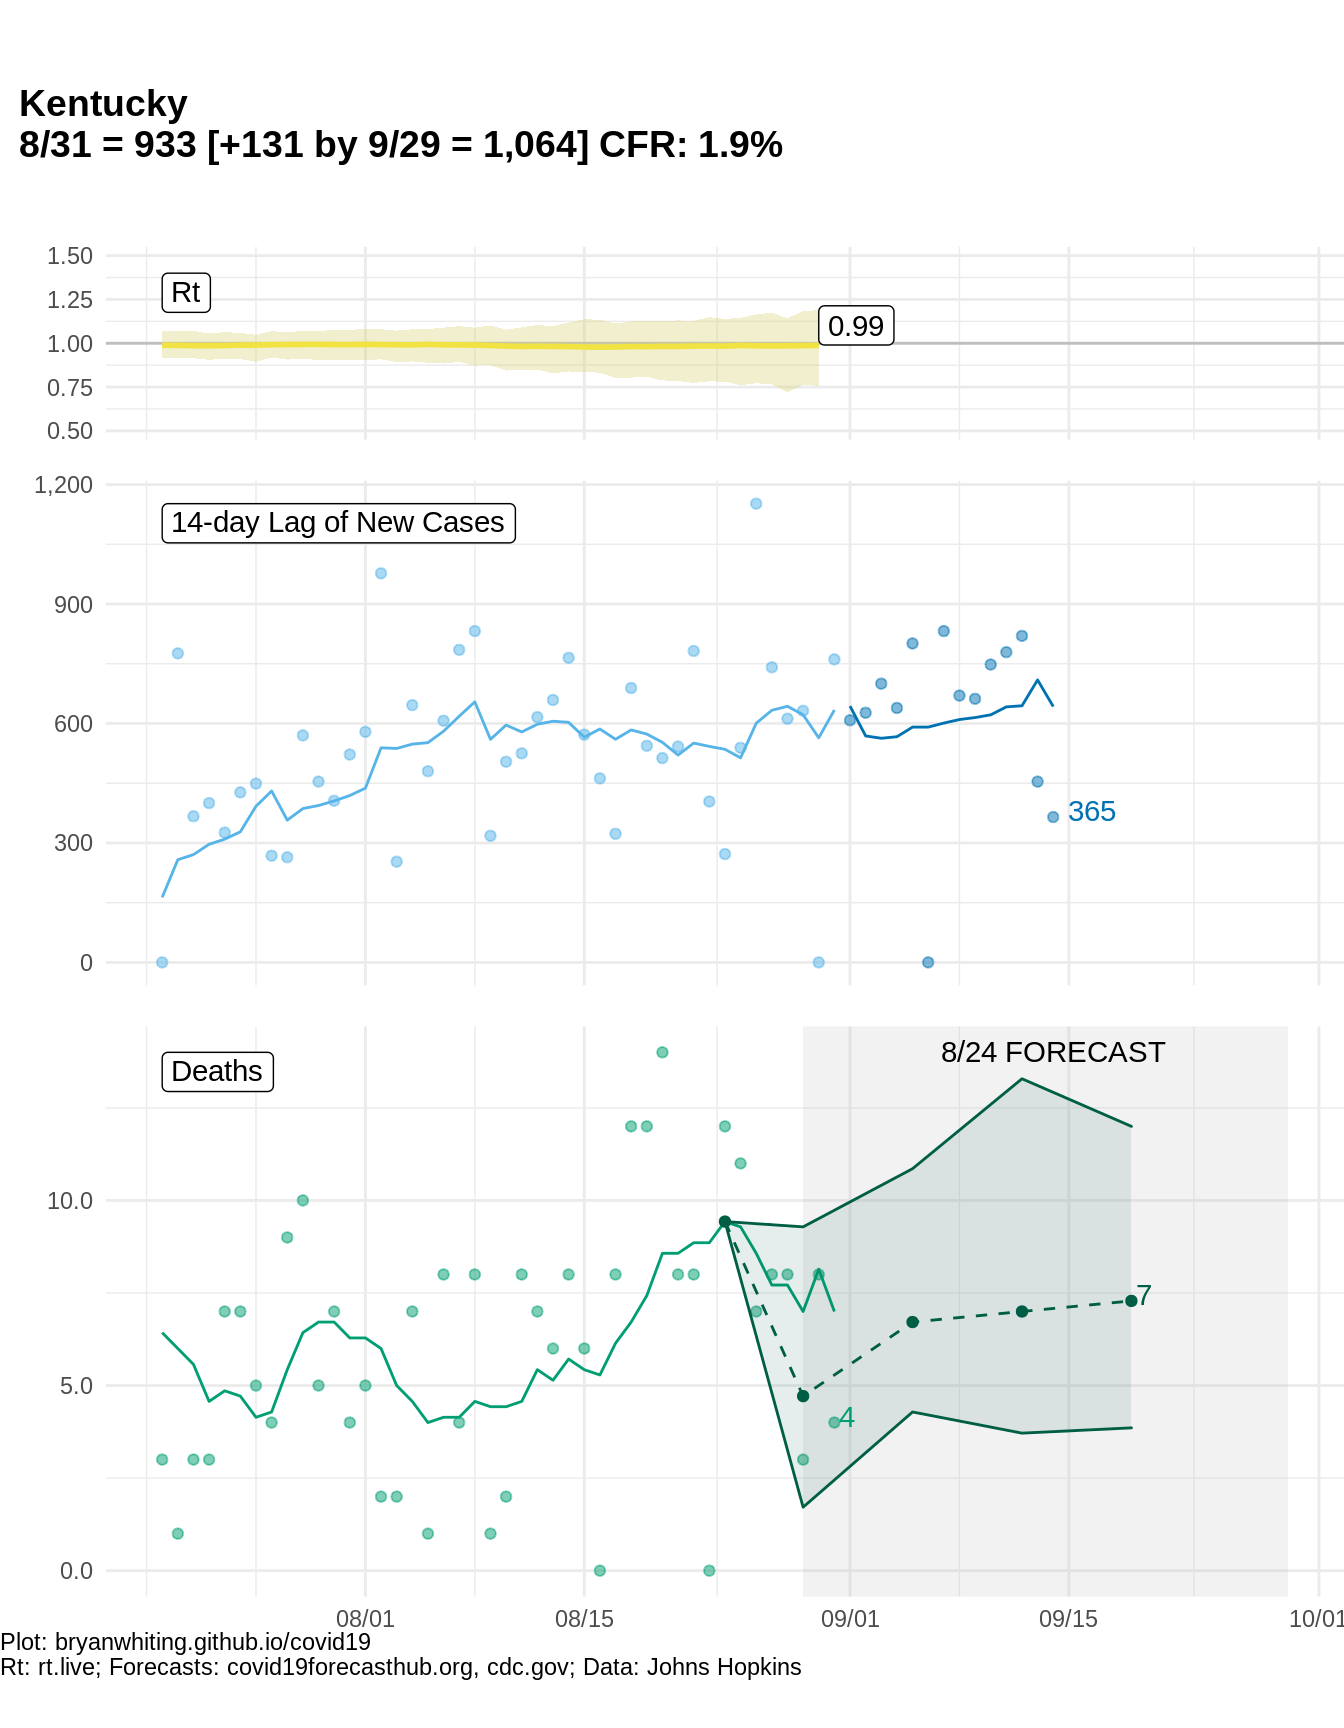 Kentucky
8/31 = 933 [+131 by 9/29 = 1,064] CFR: 1.9%
1.50
Rt
1.25
0.99
1.00
0.75
0.50
1,200
14-day Lag of New Cases
900
600
365
300
0
8/24 FORECAST
Deaths
10.0
7
5.0
4
0.0
08/01 08/15 09/01 09/15 10/01
Plot: bryanwhiting.github.io/covid19
Rt: rt.live; Forecasts: covid19forecasthub.org, cdc.gov; Data: Johns Hopkins